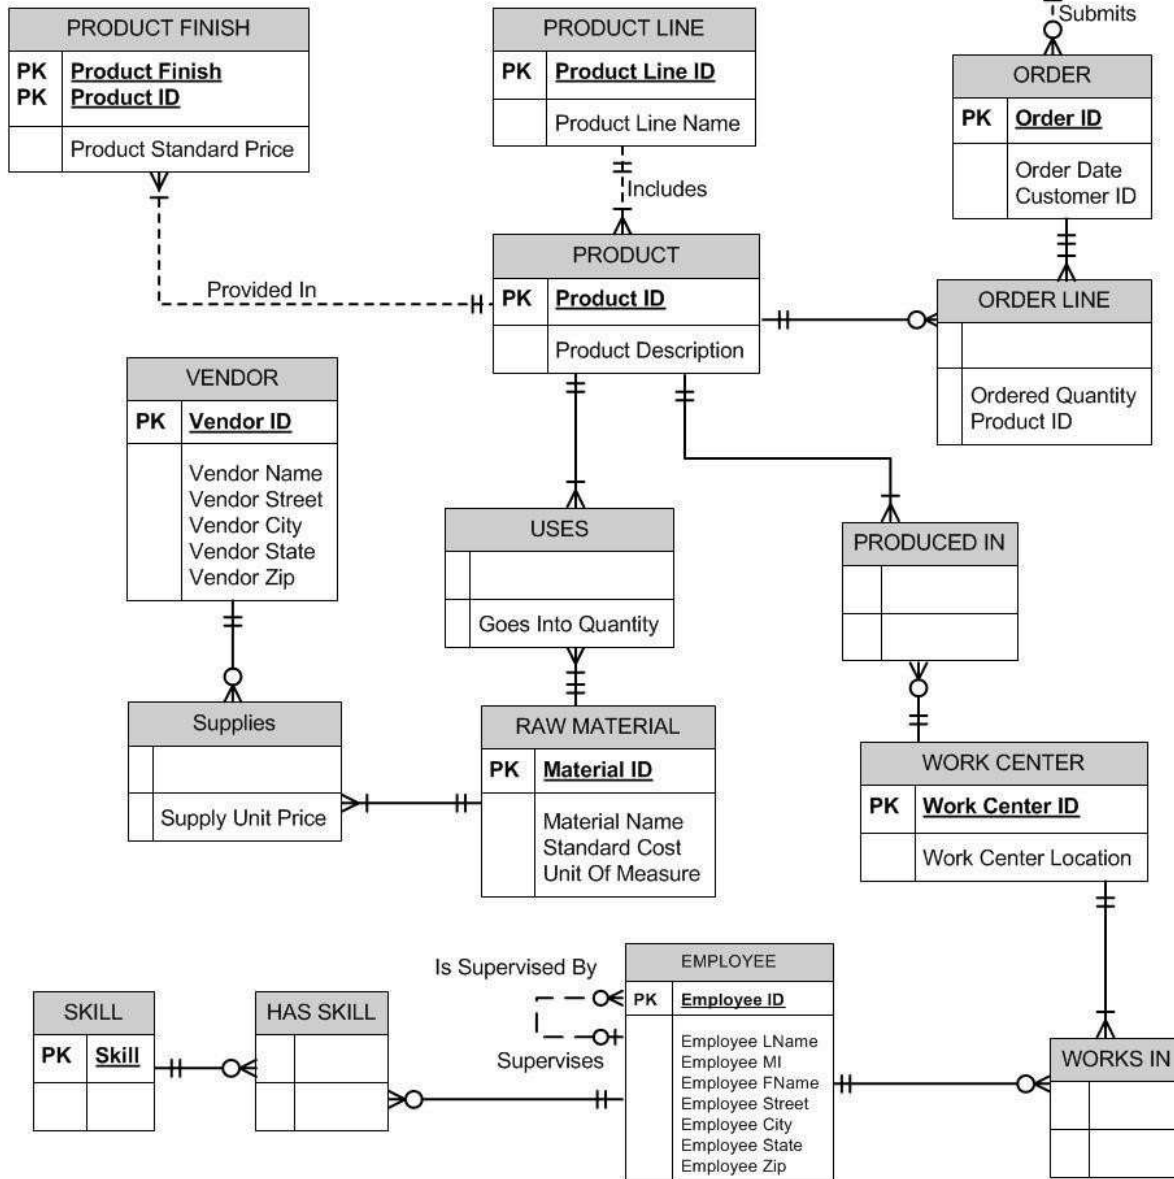 Submits
PRODUCT FINISH
PK Product Finish
PK Product ID
Product Standard Price
PRODUCT LINE
PK Product Line ID
Product Line Name
ORDER
PK Order ID
Order Date
Customer ID
Includes
PRODUCT
PK Product ID
Product Description
Provided In
ORDER LINE
Ordered Quantity
Product ID
VENDOR
PK Vendor ID
Vendor Name
Vendor Street
Vendor City
Vendor State
Vendor Zip
USES
Goes Into Quantity
PRODUCED IN
Supplies
Supply Unit Price
RAW MATERIAL
PK Material ID
Material Name
Standard Cost
Unit Of Measure
WORK CENTER
PK Work Center ID
Work Center Location
Is Supervised By
Supervises
EMPLOYEE
PK Employee ID
Employee LName
Employee MI
Employee FName
Employee Street
Employee City
Employee State
Employee Zip
SKILL
PK Skill
HAS SKILL
WORKS IN